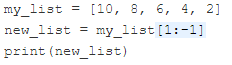 my_list = [10, 8, 6, 4, 2]
new_list = my_list[1:-1]
print(new_list)